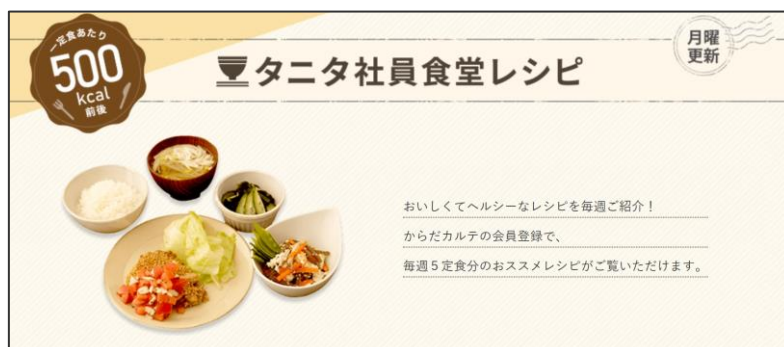 一定食あたり
500
kcal
前後
タニタ社員食堂レシピ
月曜
更新
おいしくてヘルシーなレシピを毎週ご紹介！
からだカルテの会員登録で、
毎週5定食分のおススメレシピがご覧いただけます。